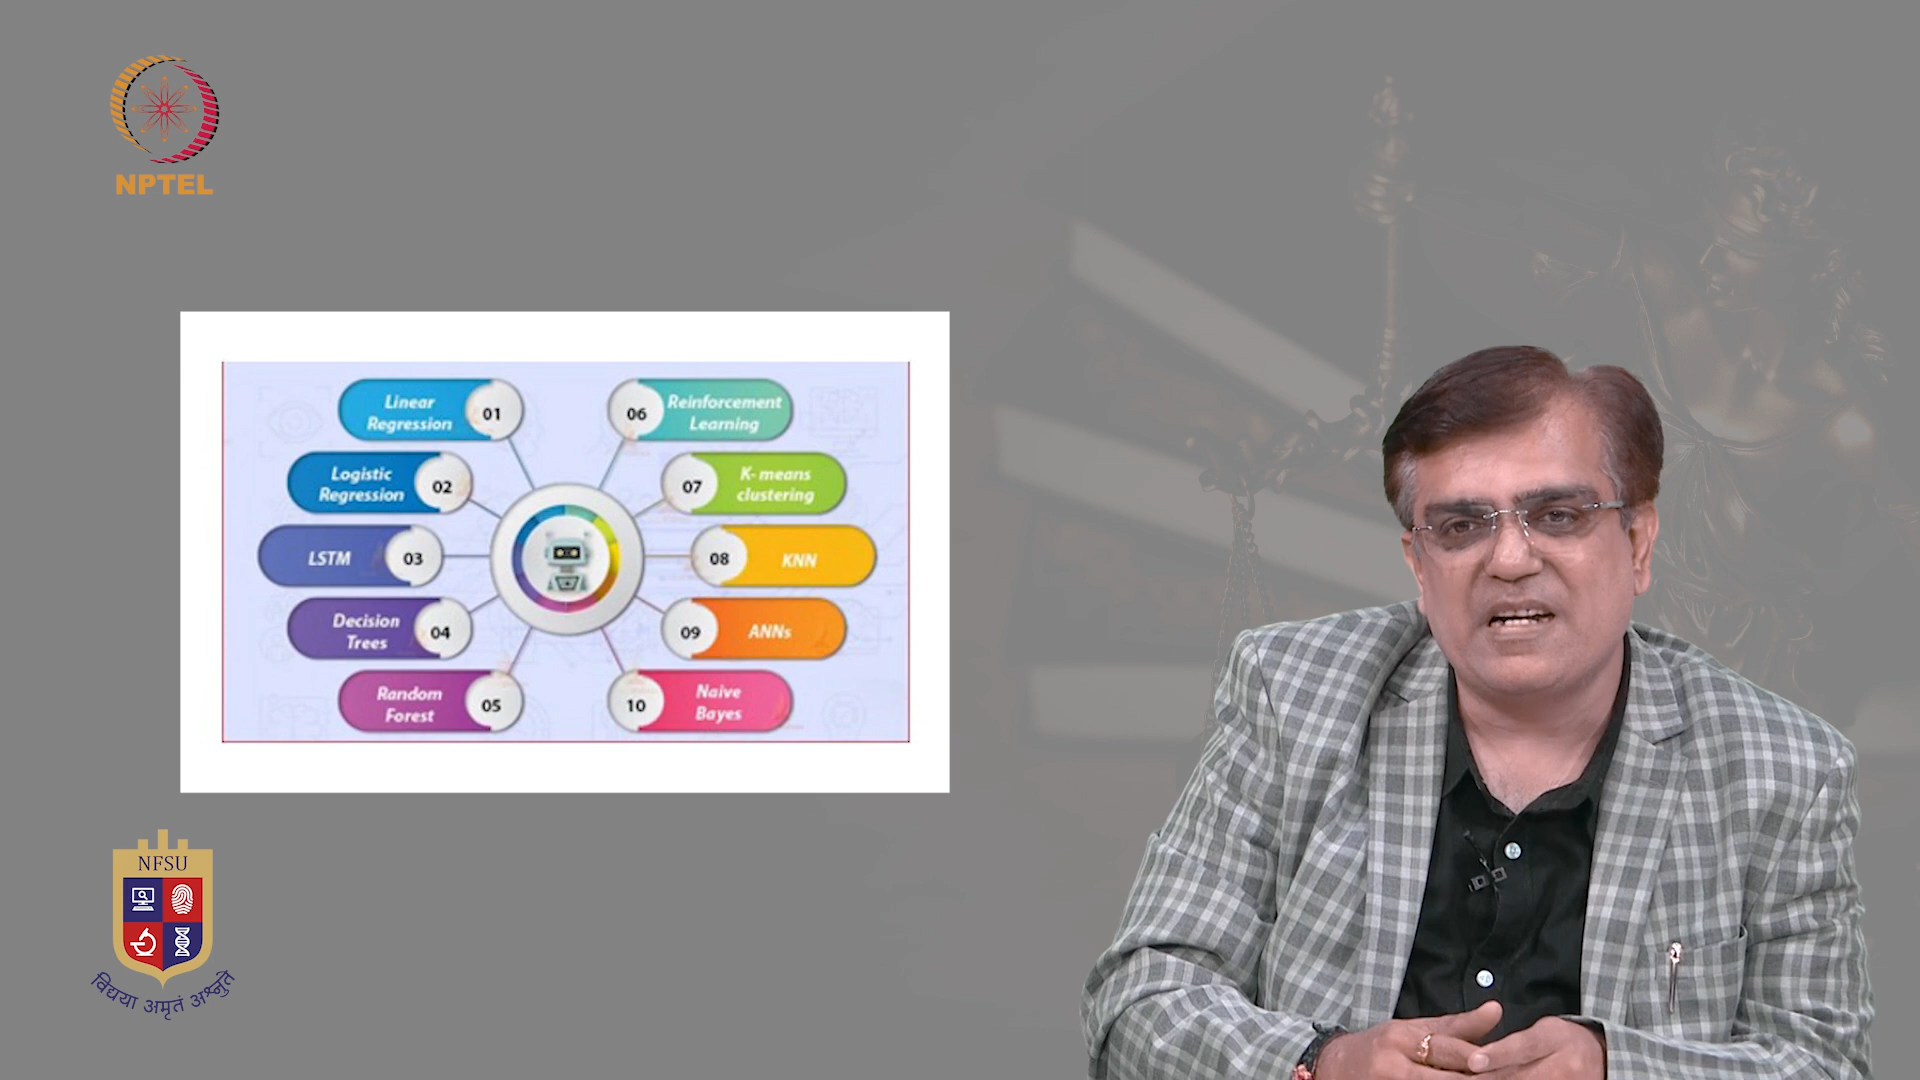 NPTEL
Linear
Regression
01
Logistic
Regression
02
LSTM
03
Decision
Trees
04
Random
Forest
05
06
Reinforcement
Learning
07
K- means
clustering
08
KNN
09
ANNs
10
Naive
Bayes
NFSU
विद्यया अमृतं अश्नुते